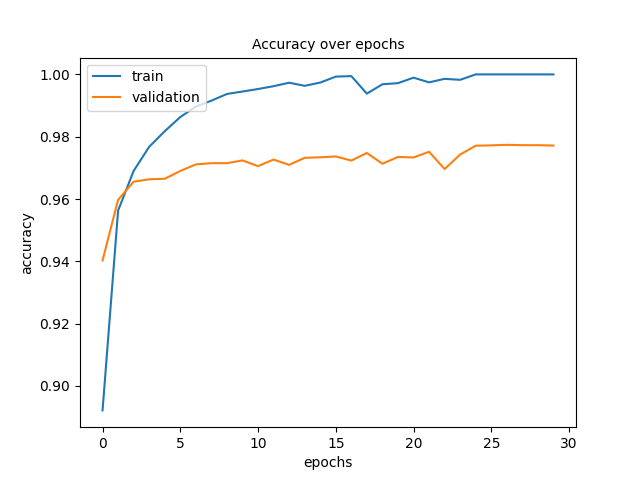 Accuracy over epochs
train
validation
accuracy
1.00
0.98
0.96
0.94
0.92
0.90
0 5 10 15 20 25 30
epochs